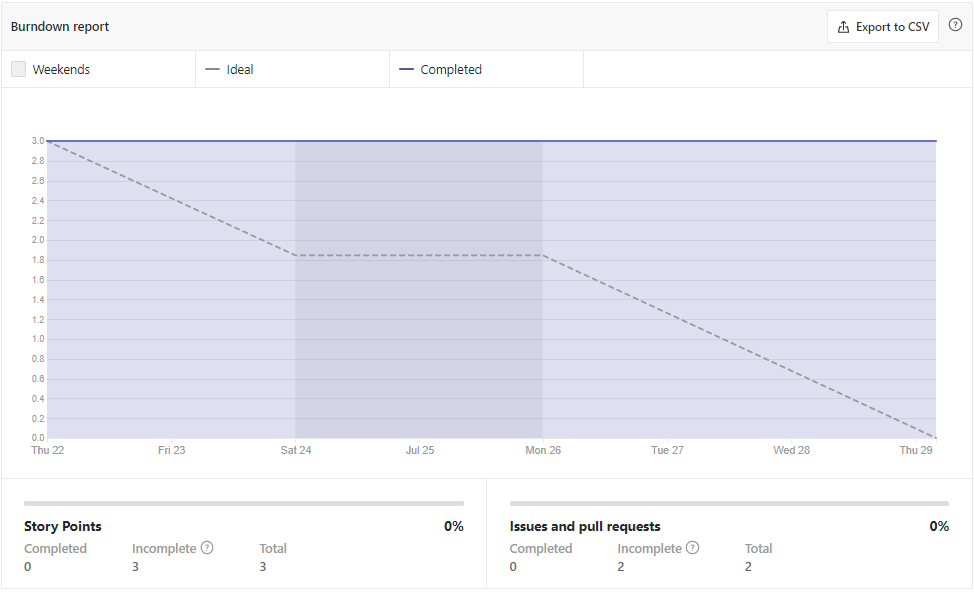 Burndown report
Export to CSV
?
Weekends
Ideal
Completed
3.0
2.8
2.6
2.4
2.2
2.0
1.8
1.6
1.4
1.2
1.0
0.8
0.6
0.4
0.2
0.0
Thu 22 Fri 23 Sat 24 Jul 25 Mon 26 Tue 27 Wed 28 Thu 29
Story Points 0%
Completed Incomplete ? Total
0 3 3
Issues and pull requests 0%
Completed Incomplete ? Total
0 2 2